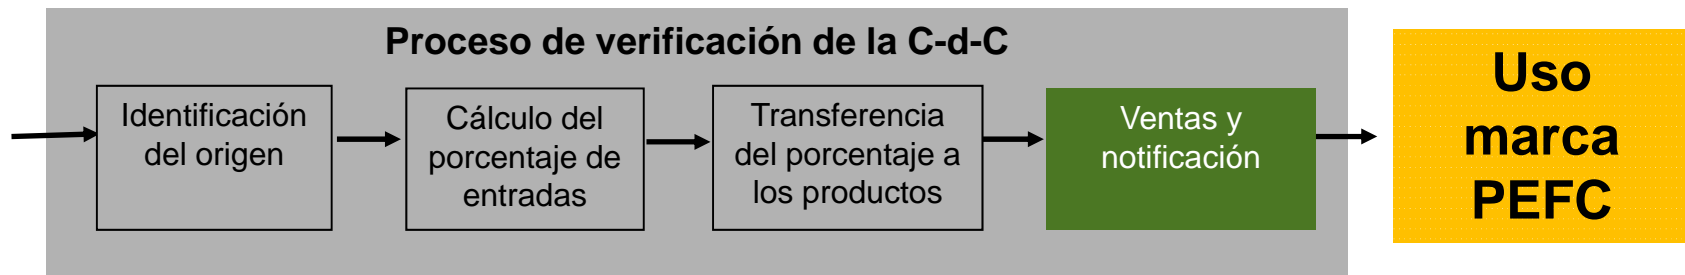 Proceso de verificación de la C-d-C
Identificación
del origen
Cálculo del
porcentaje de
entradas
Transferencia
del porcentaje a
los productos
Ventas y
notificación
Uso
marca
PEFC